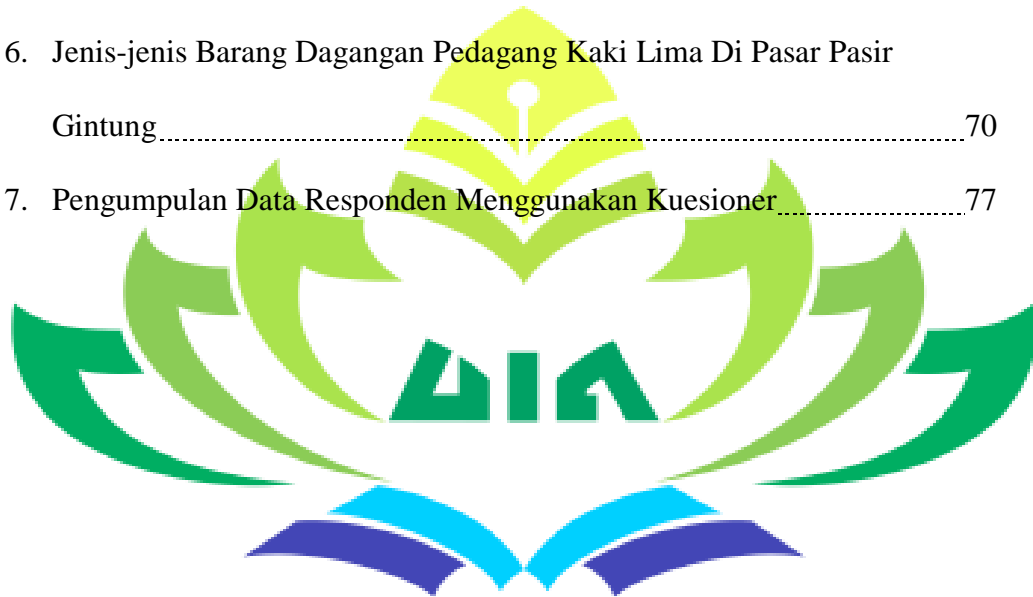 6. Jenis-jenis Barang Dagangan Pedagang Kaki Lima Di Pasar Pasir
Gintung 70
7. Pengumpulan Data Responden Menggunakan Kuesioner 77
UIN